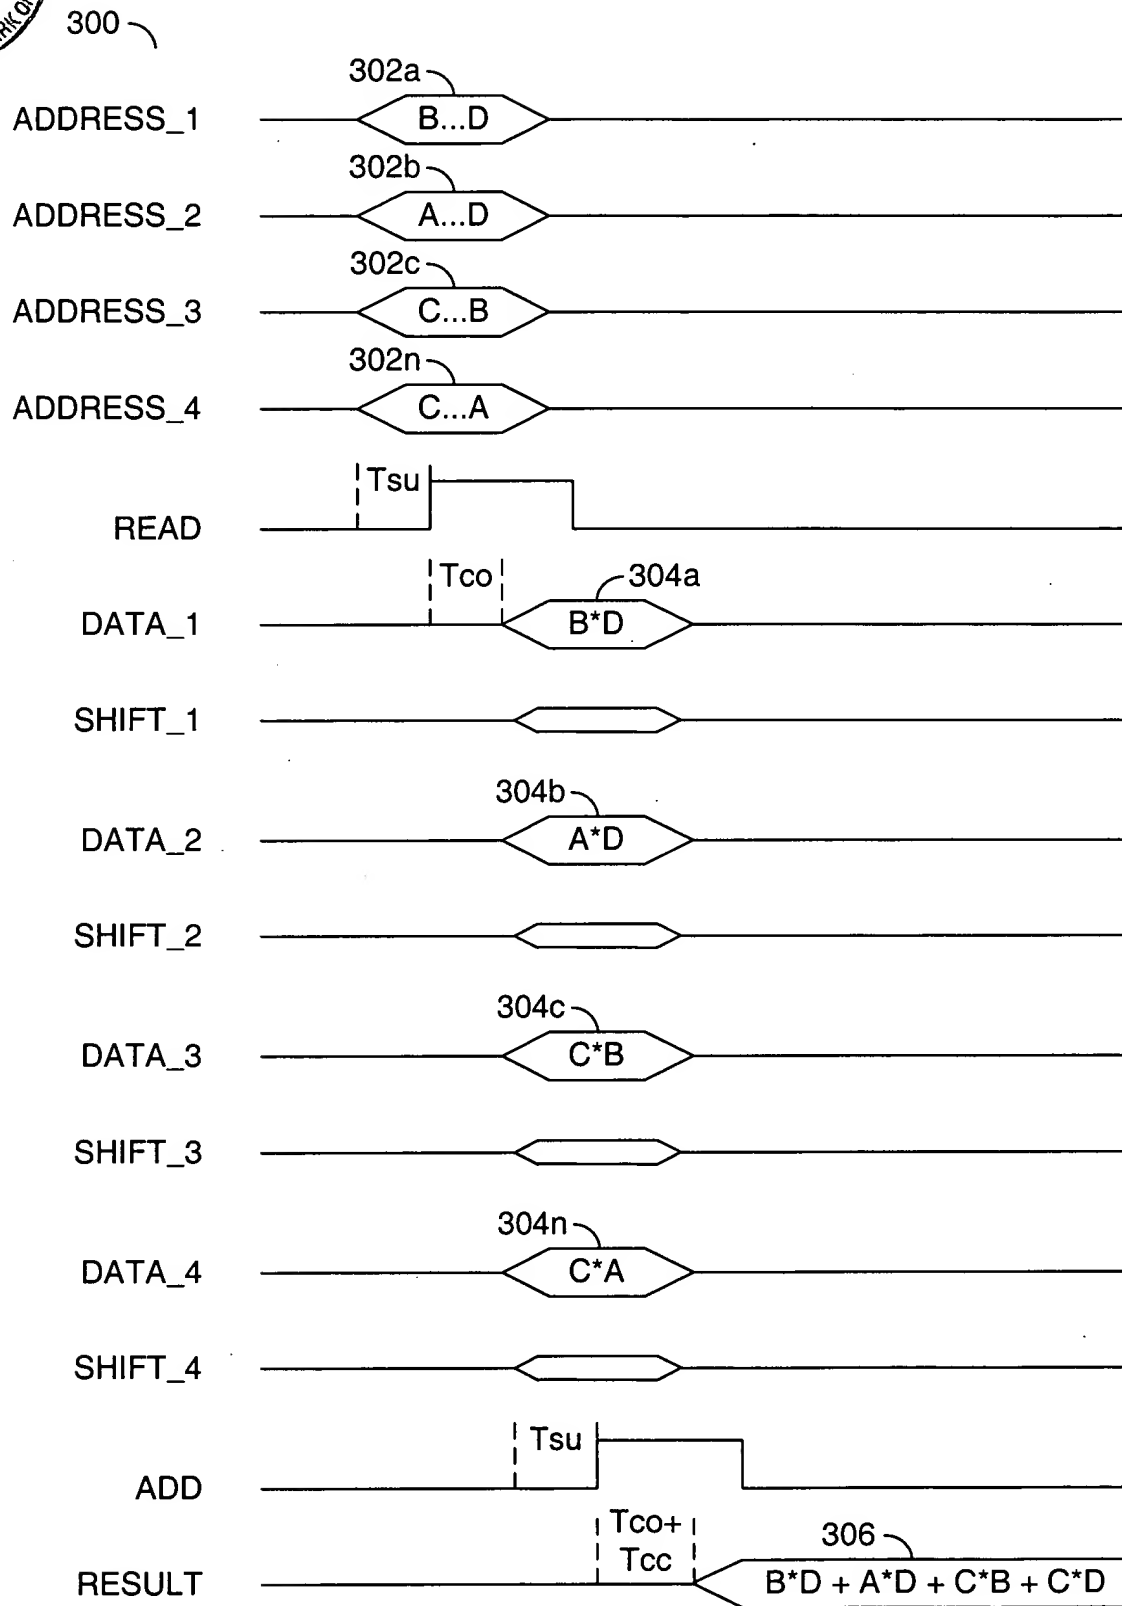 300
302a
ADDRESS_1 B...D
302b
ADDRESS_2 A...D
302c
ADDRESS_3 C...B
302n
ADDRESS_4 C...A
Tsu
READ
Tco 304a
DATA_1 B*D
SHIFT_1
304b
DATA_2 A*D
SHIFT_2
304c
DATA_3 C*B
SHIFT_3
304n
DATA_4 C*A
SHIFT_4
Tsu
ADD
Tco+
Tcc 306
RESULT B*D + A*D + C*B + C*D